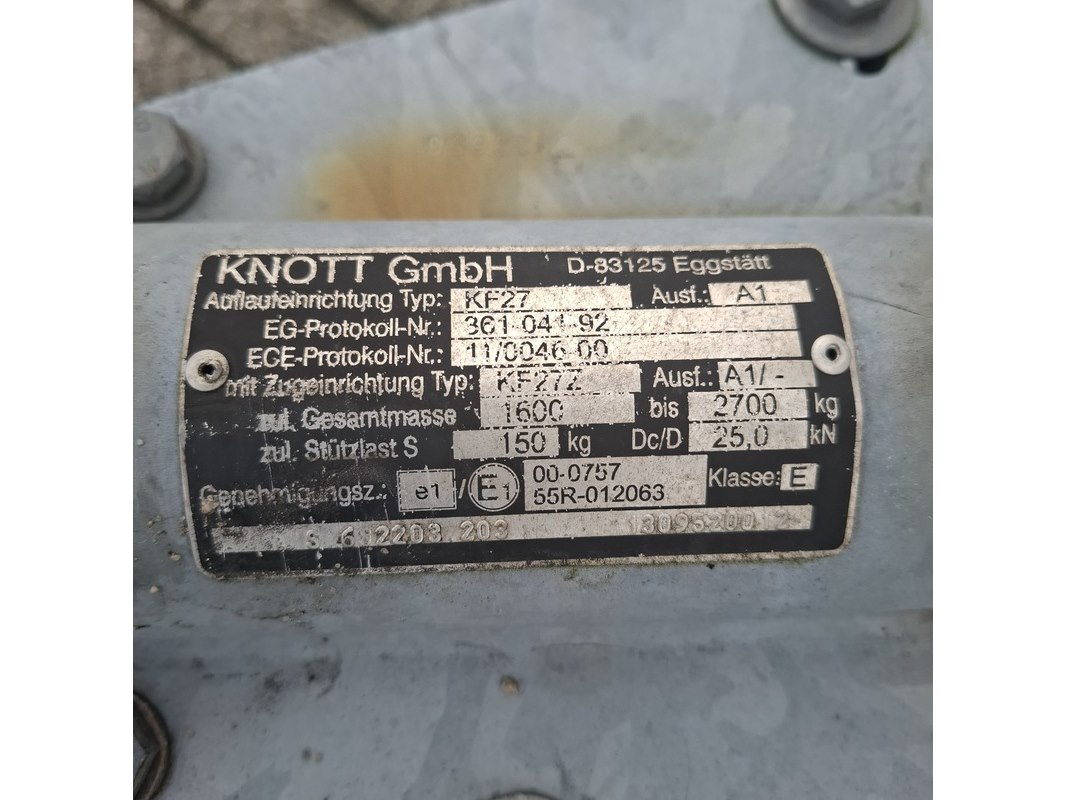 KNOTT GmbH D-83125 Eggstätt
Auflaufeinrichtung Typ: KF27 Ausf.: A1
EG-Protokoll-Nr.: 361-041-92
ECE-Protokoll-Nr.: 11/0046-00
mit Zugeinrichtung Typ: KF27Z Ausf.: A1/-
zul. Gesamtmasse 1600 bis 2700 kg
zul. Stützlast S 150 kg Dc/D 25,0 kN
Genehmigungsz.: e1 / E1 00-0757 Klasse: E
55R-012063
2203 203